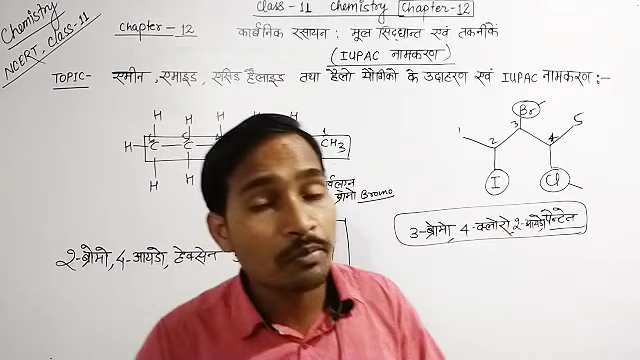 Chemistry
NCERT, Class-11
Class-11 Chemistry Chapter-12
Chapter-12 कार्बनिक रसायन: मूल सिद्धान्त एवं तकनीकें
(IUPAC नामकरण)
TOPIC- एमीन, एमाइड, एसिड हैलाइड तथा हैलो यौगिको के उदाहरण एवं IUPAC नामकरण:-
H H H H
H C C CH3
H H
ब्रोमो Bromo
1 2 3 4 5
Br
I Cl
3-ब्रोमो, 4-क्लोरो, 2-आयडोपेन्टेन
2-ब्रोमो, 4-आयडो, हेक्सेन